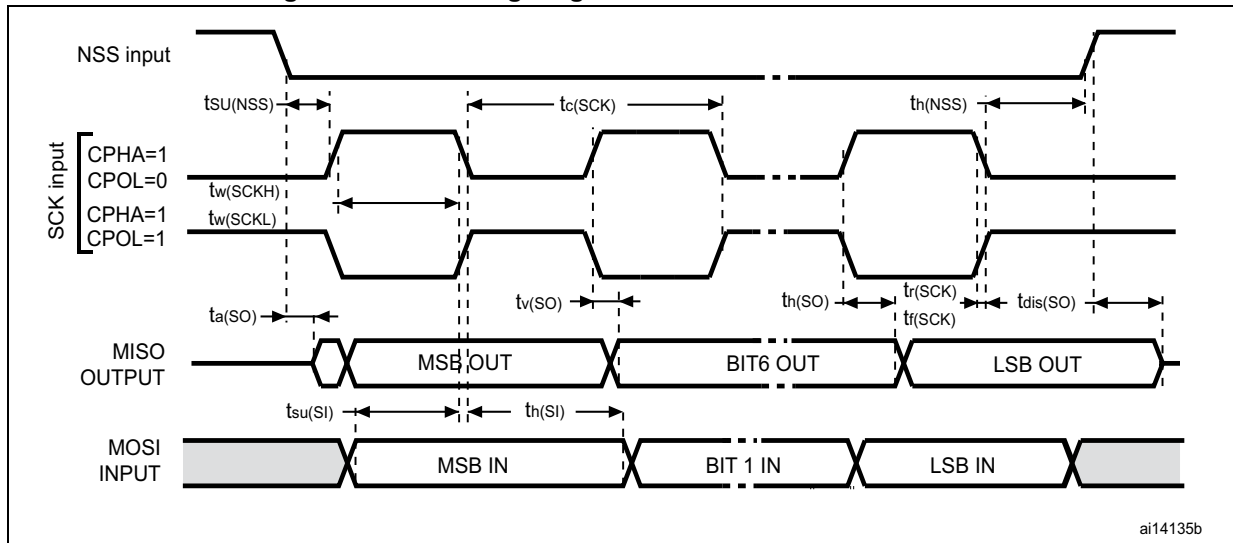 NSS input
tSU(NSS)
tc(SCK)
th(NSS)
SCK input
CPHA=1
CPOL=0
tw(SCKH)
CPHA=1
tw(SCKL)
CPOL=1
ta(SO)
tv(SO)
th(SO)
tr(SCK)
tf(SCK)
tdis(SO)
MISO
OUTPUT
MSB OUT
BIT6 OUT
LSB OUT
tsu(SI)
th(SI)
MOSI
INPUT
MSB IN
BIT 1 IN
LSB IN
ai14135b